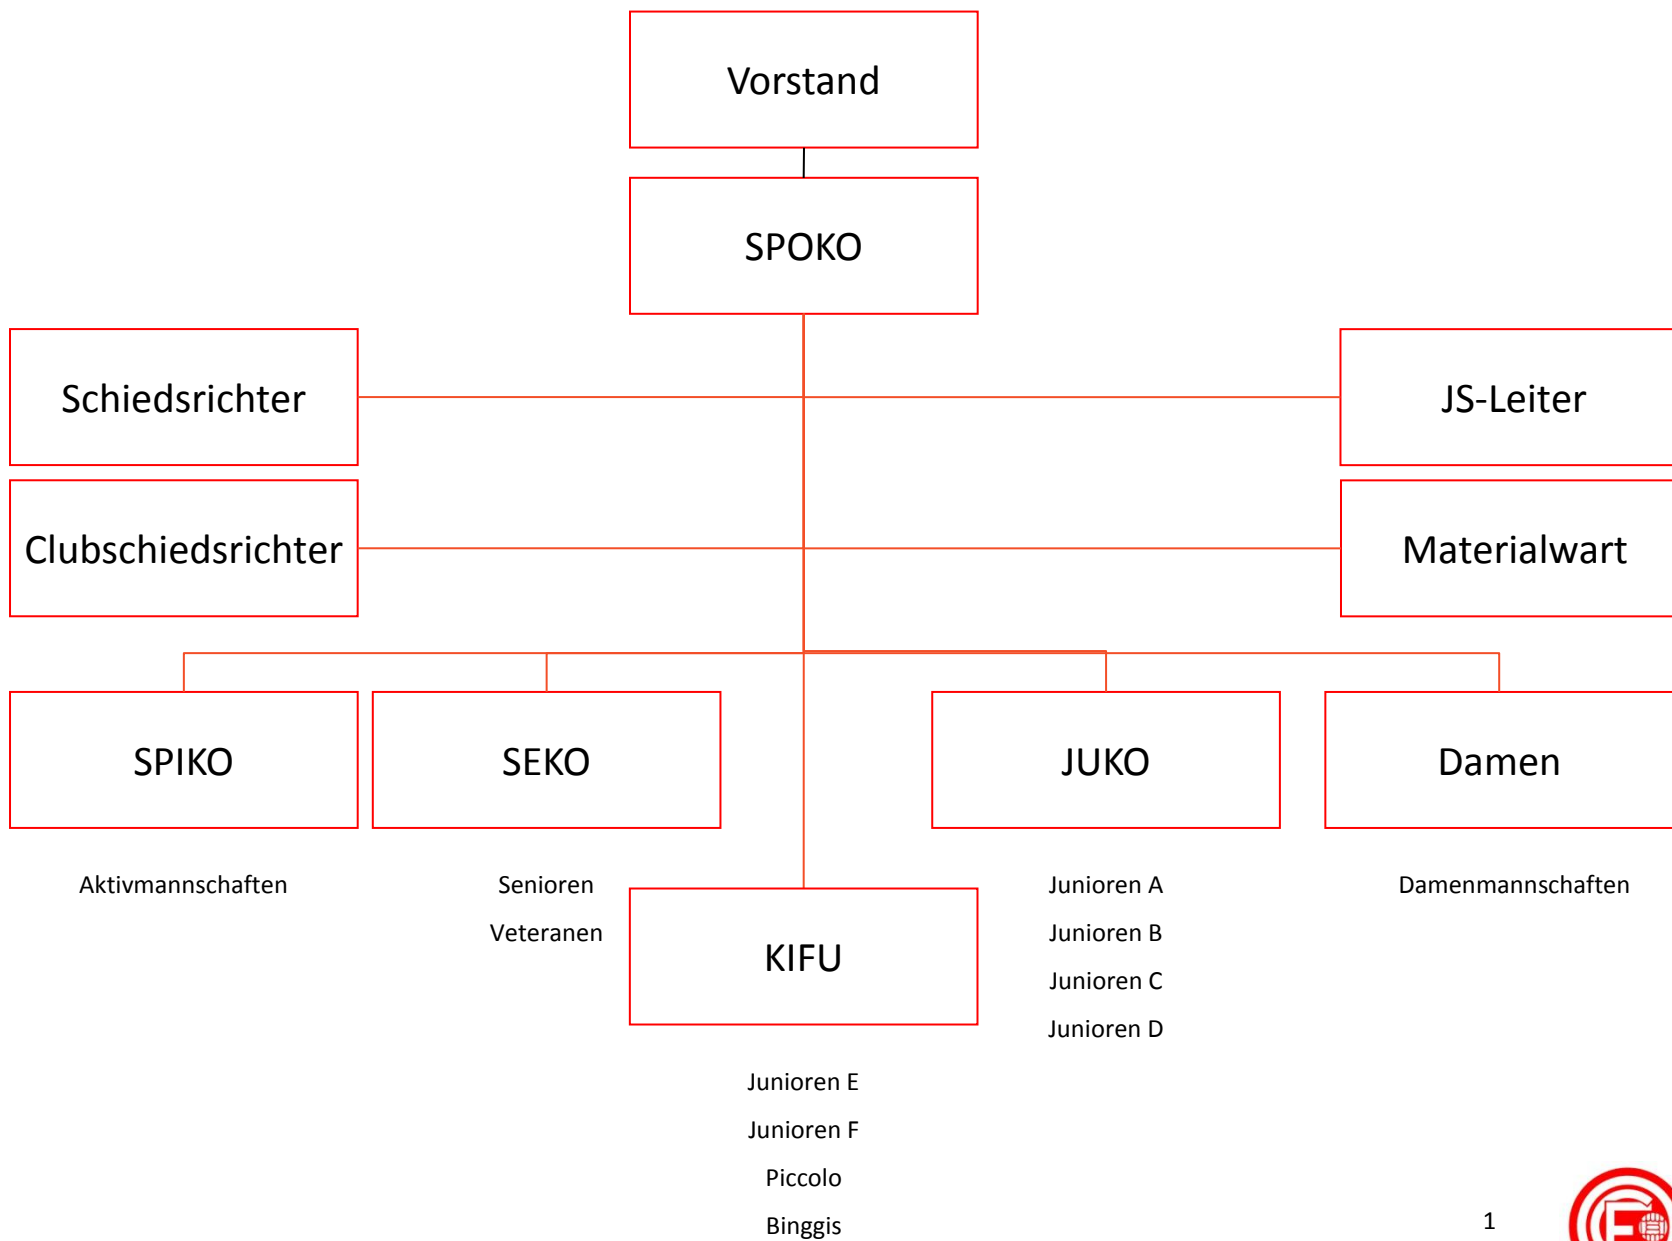 Vorstand
SPOKO
Schiedsrichter
JS-Leiter
Clubschiedsrichter
Materialwart
SPIKO
SEKO
JUKO
Damen
Aktivmannschaften
Senioren
Veteranen
KIFU
Junioren A
Junioren B
Junioren C
Junioren D
Damenmannschaften
Junioren E
Junioren F
Piccolo
Binggis
1